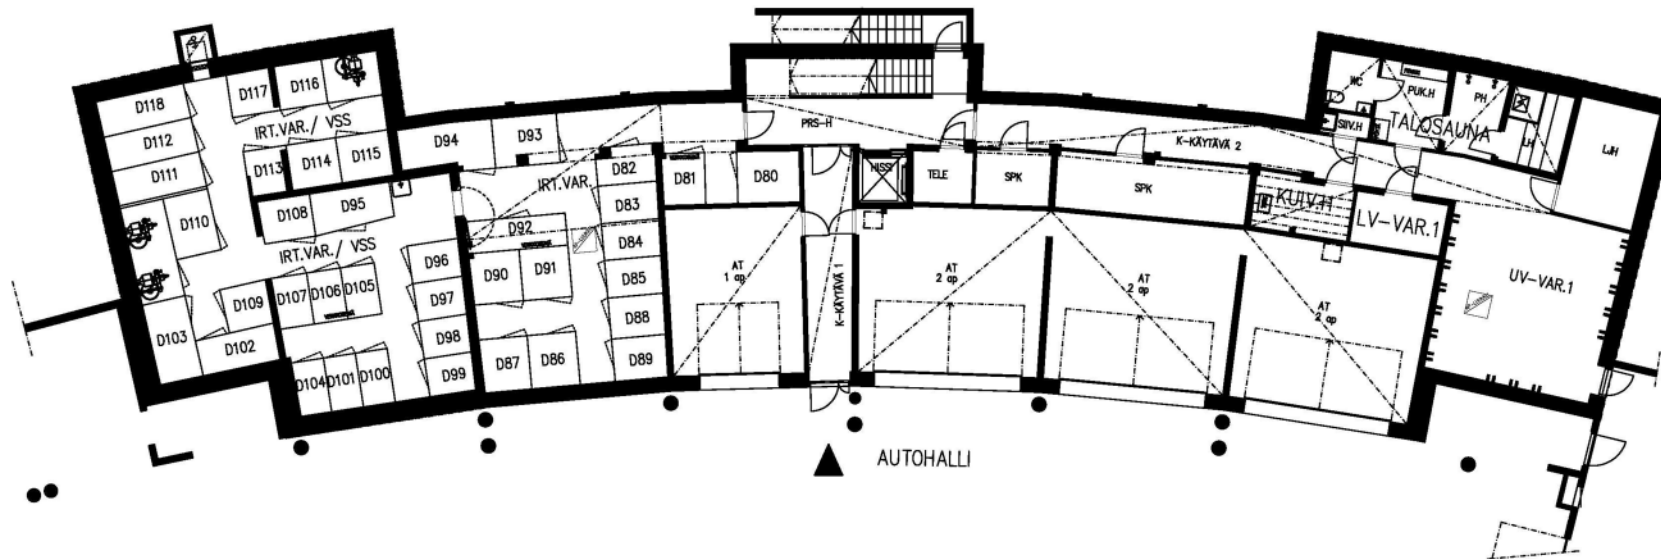 D118
D117
D116
D112
IRT.VAR./ VSS
D111
D113
D114
D115
D110
D108
D95
IRT.VAR./ VSS
D109
D107
D106
D105
D103
D102
D104
D101
D100
D96
D97
D98
D99
D94
D93
IRT.VAR.
D82
D83
D92
D84
D90
D91
D85
D88
D87
D86
D89
D81
D80
PRS-H
HISSI
TELE
SPK
SPK
K-KÄYTÄVÄ 2
AT
1 ap
K-KÄYTÄVÄ 1
AT
2 ap
AT
2 ap
AT
2 ap
WC
PUK.H
PH
SIIV.H
TALOSAUNA
LH
LJH
KUIV.H
LV-VAR.1
UV-VAR.1
AUTOHALLI